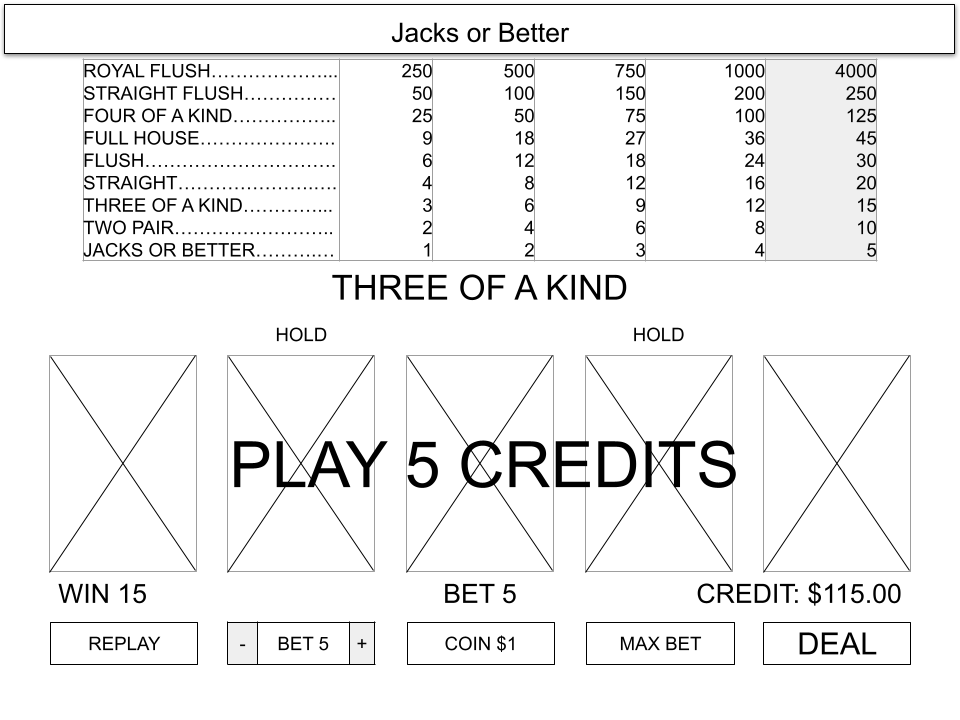 Jacks or Better
ROYAL FLUSH………………... 250 500 750 1000 4000
STRAIGHT FLUSH…………… 50 100 150 200 250
FOUR OF A KIND…………….. 25 50 75 100 125
FULL HOUSE…………………. 9 18 27 36 45
FLUSH…………………………. 6 12 18 24 30
STRAIGHT……………………. 4 8 12 16 20
THREE OF A KIND…………... 3 6 9 12 15
TWO PAIR…………………….. 2 4 6 8 10
JACKS OR BETTER………… 1 2 3 4 5
THREE OF A KIND
HOLD HOLD
PLAY 5 CREDITS
WIN 15 BET 5 CREDIT: $115.00
REPLAY - BET 5 + COIN $1 MAX BET DEAL